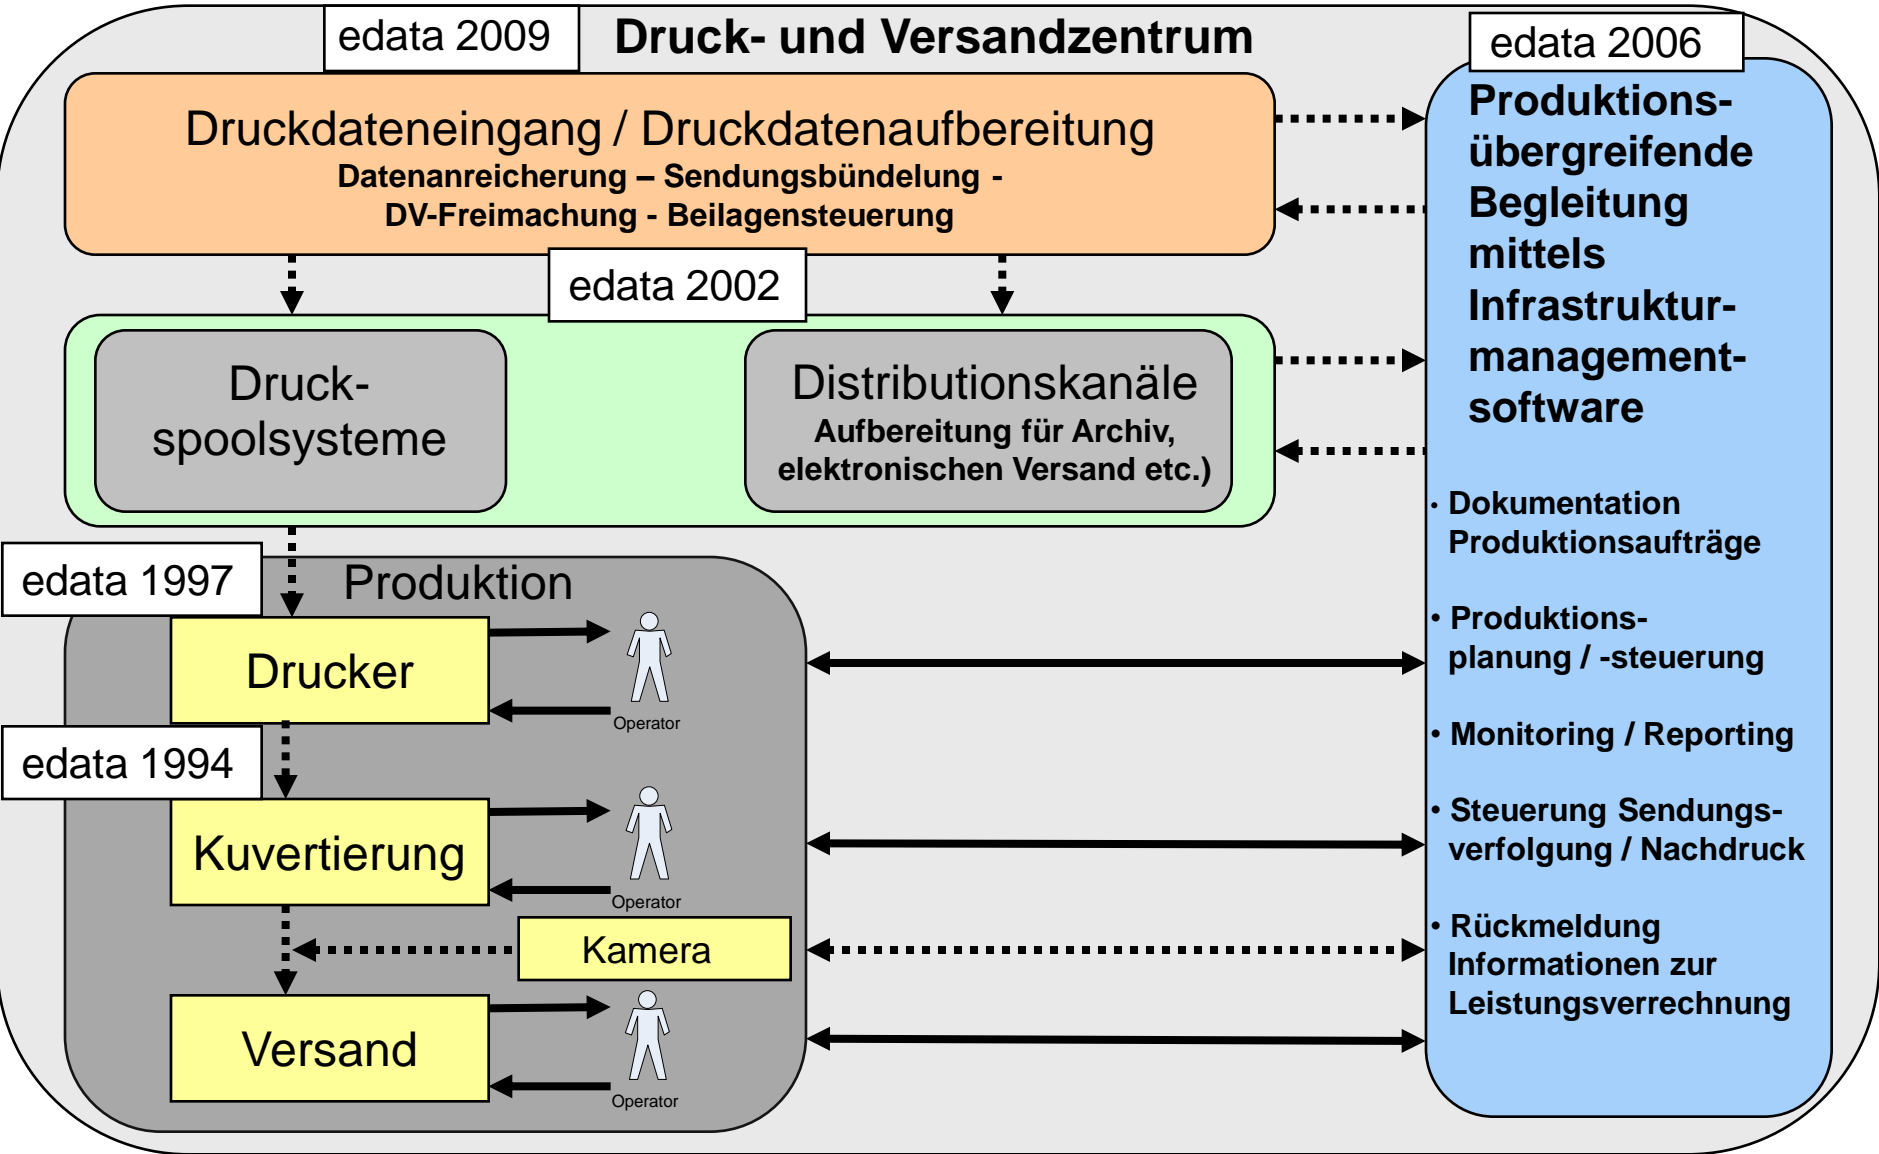 edata 2009
Druck- und Versandzentrum
edata 2006
Druckdateneingang / Druckdatenaufbereitung
Datenanreicherung – Sendungsbündelung -
DV-Freimachung - Beilagensteuerung
edata 2002
Druck-
spoolsysteme
Distributionskanäle
Aufbereitung für Archiv,
elektronischen Versand etc.)
edata 1997
Produktion
Drucker
Operator
edata 1994
Kuvertierung
Operator
Kamera
Versand
Operator
Produktions-
übergreifende
Begleitung
mittels
Infrastruktur-
management-
software
• Dokumentation
Produktionsaufträge
• Produktions-
planung / -steuerung
• Monitoring / Reporting
• Steuerung Sendungs-
verfolgung / Nachdruck
• Rückmeldung
Informationen zur
Leistungsverrechnung